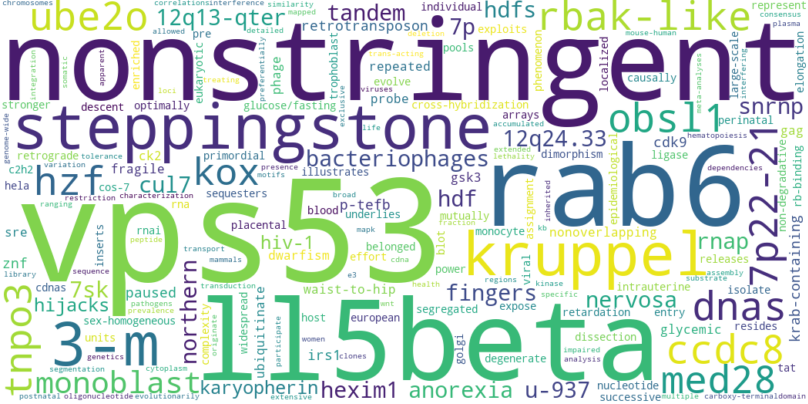 chromosomes correlationsinterference similarity individual mouse-human represent
ube2o 12q13-qter tandem 7p hdfs rbak-like consensus plasma
allowed mapped detailed retrotransposon exploits
nonstringent
steppingstone
genome-wide stronger descent optimally glucose/fasting probe cross-hybridization
integration somatic apparent enriched loci pre eukaryotic creating preferentially phage trophoblast exclusive viruses trans-acting deletion repeated evolve pools phenomenon localized causally large-scale interfering meta-analyses elongation
arrays obsl1 snrnp perinatal
retrograde tolerance ck2 primordial bacteriophages accumulated life 12q24.33 cdk9 hematopoiesis gag
c2h2 variation fragile kox illustrates presence motifs extended lethality dimorphism ligase dependencies
hzf cul7 sequesters gsk3 epidemiological assignment inherited kb
hela restriction characterization cos-7 underlies p-tefb hdf rab6
vps53
sre rna placental blood broad mutually monocyte nonoverlapping non-degradative rb-binding
rnai peptide hiv-1 belonged blot kruppel rnap 7p22-21
znf inserts transport mapk dwarfism effort cdna fraction power viral releases assembly
library cdnas 7sk sequence mammals ranging waist-to-hip health expose regions kinase intrauterine substrate isolate
tnpo3 hijacks paused transduction e3 ll5beta specific nervosa dnas krab-containing
sex-homogeneous pathogens prevalence northern widespread host european segregated entry retardation glycemic resides
3-m units genetics complexity originate ubiquitinate participate women irs1 clones golgi wnt degenerate dissection impaired analysis ccdc8 tat
segmentation cytoplasm
monoblast karyopherin hexim1 anorexia u-937 nucleotide med28
postnatal oligonucleotide evolutionarily extensive successive multiple carboxy-terminaldomain
fingers